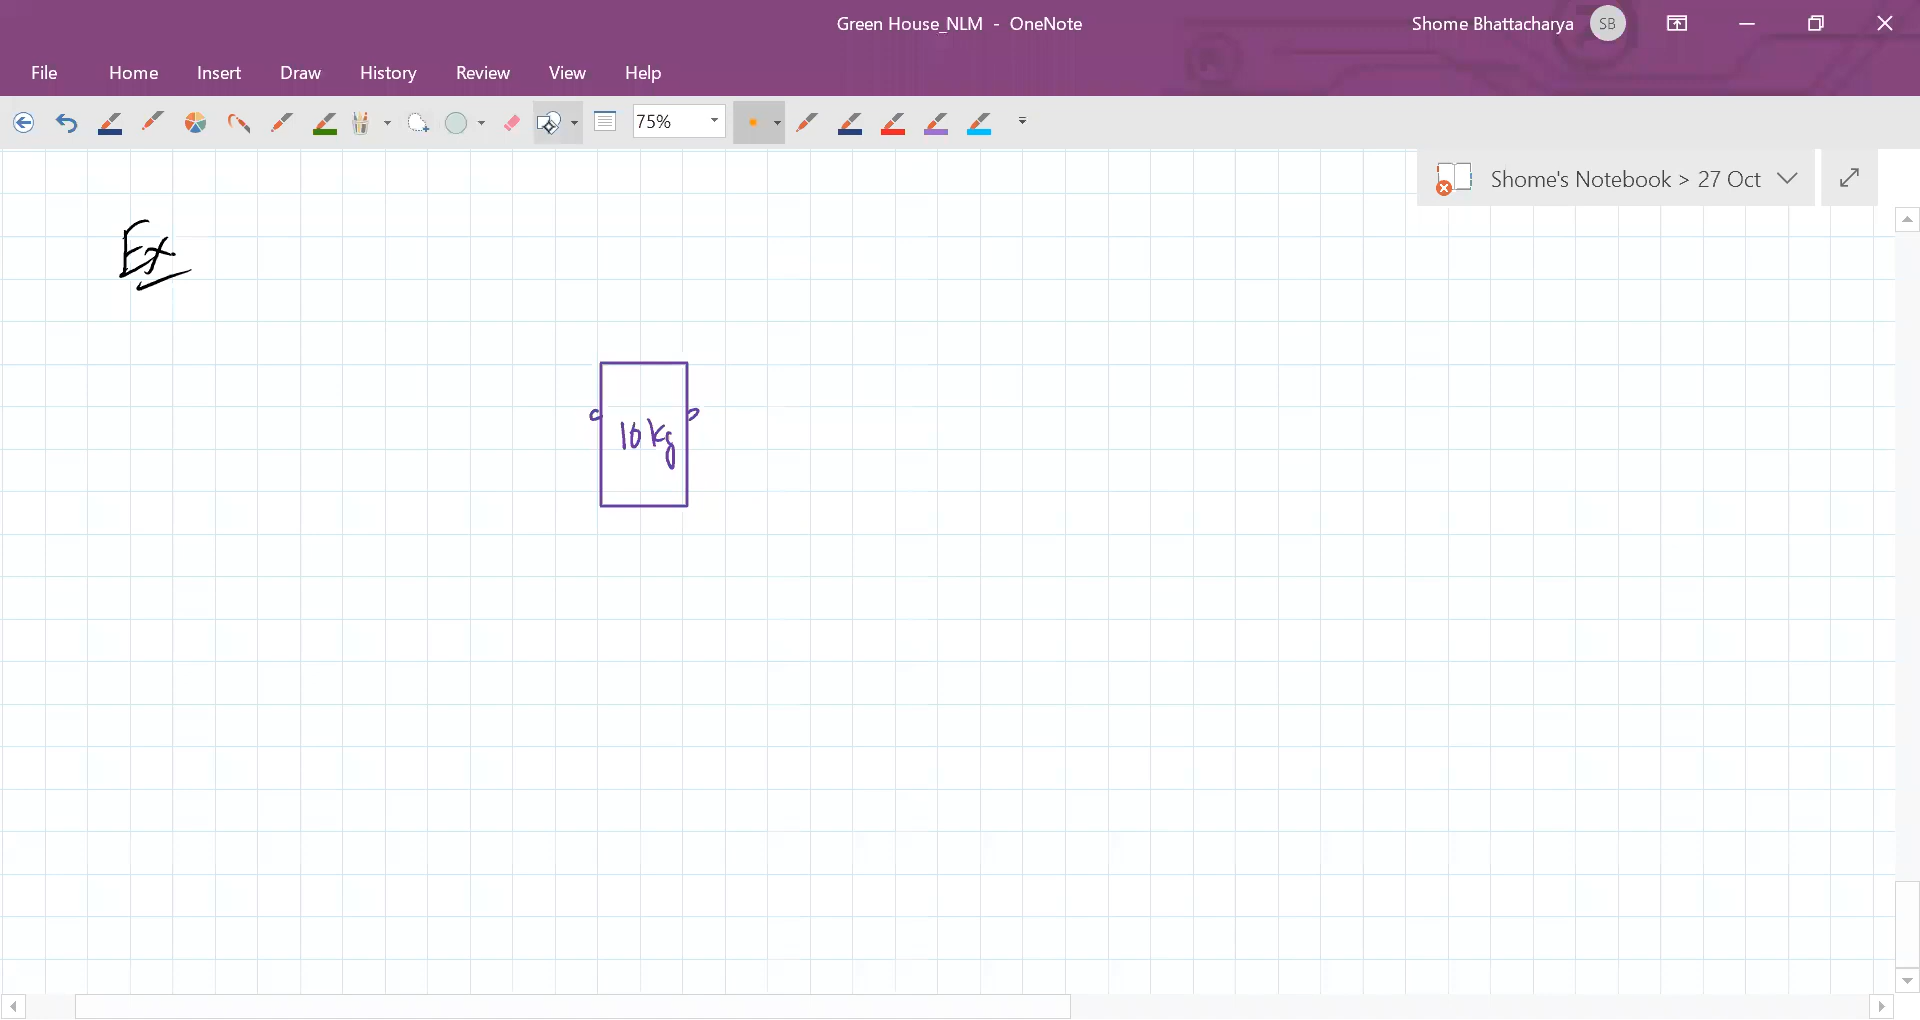 Green House_NLM - OneNote
Shome Bhattacharya
SB
File Home Insert Draw History Review View Help
75%
Shome's Notebook > 27 Oct
Ex
10 kg